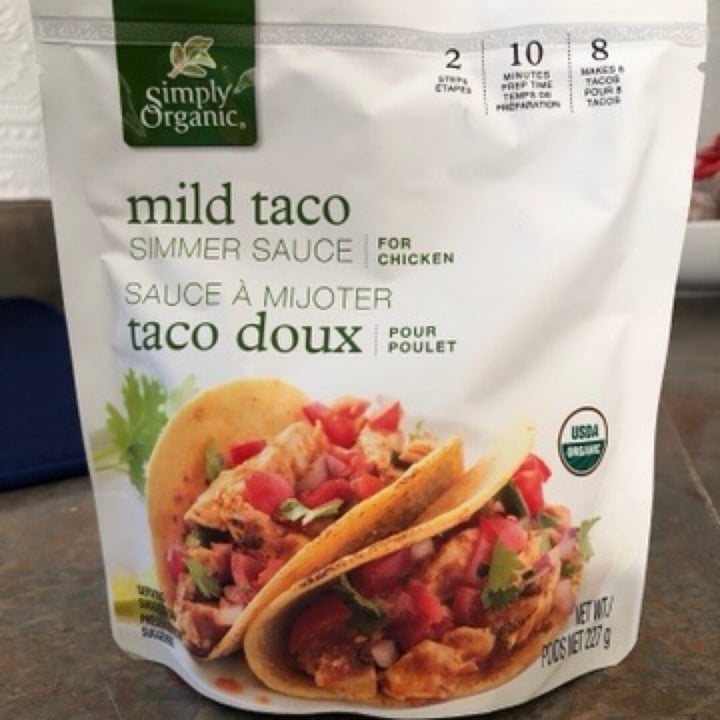 Simply
Organic®
2
STEPS
ÉTAPES
10
MINUTES
PREP TIME
TEMPS DE
PRÉPARATION
8
MAKES 8
TACOS
POUR 8
TACOS
mild taco
SIMMER SAUCE
FOR
CHICKEN
SAUCE À MIJOTER
taco doux
POUR
POULET
USDA
ORGANIC
NET WT/
POIDS NET 227 g